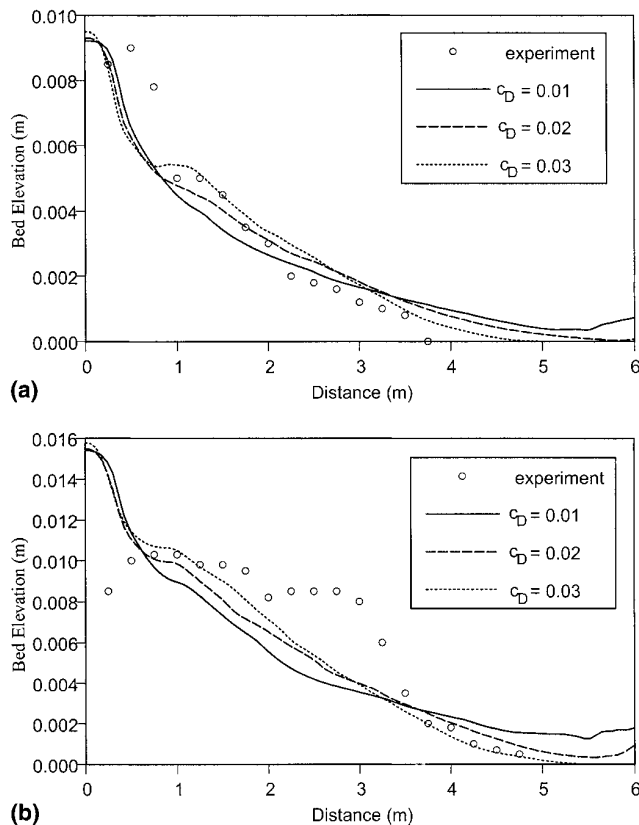 0.010
0.008
0.006
0.004
0.002
0.000
Bed Elevation (m)
experiment
c_D = 0.01
c_D = 0.02
c_D = 0.03
0 1 2 3 4 5 6
Distance (m)
(a)
0.016
0.014
0.012
0.010
0.008
0.006
0.004
0.002
0.000
Bed Elevation (m)
experiment
c_D = 0.01
c_D = 0.02
c_D = 0.03
0 1 2 3 4 5 6
Distance (m)
(b)